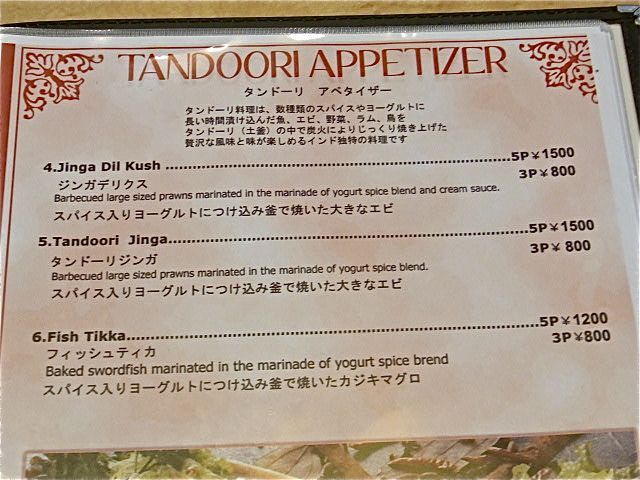 TANDOORI APPETIZER
タンドーリ　アペタイザー
タンドーリ料理は、数種類のスパイスやヨーグルトに
長い時間漬け込んだ魚、エビ、野菜、ラム、鳥を
タンドーリ（土釜）の中で炭火によりじっくり焼き上げた
贅沢な風味と味が楽しめるインド独特の料理です
4.Jinga Dil Kush ........ 5P¥1500
ジンガデリクス 3P¥800
Barbecued large sized prawns marinated in the marinade of yogurt spice blend and cream sauce.
スパイス入りヨーグルトにつけ込み釜で焼いた大きなエビ
5.Tandoori Jinga........ 5P¥1500
タンドーリジンガ 3P¥800
Barbecued large sized prawns marinated in the marinade of yogurt spice blend.
スパイス入りヨーグルトにつけ込み釜で焼いた大きなエビ
6.Fish Tikka........ 5P¥1200
フィッシュティカ 3P¥800
Baked swordfish marinated in the marinade of yogurt spice brend
スパイス入りヨーグルトにつけ込み釜で焼いたカジキマグロ